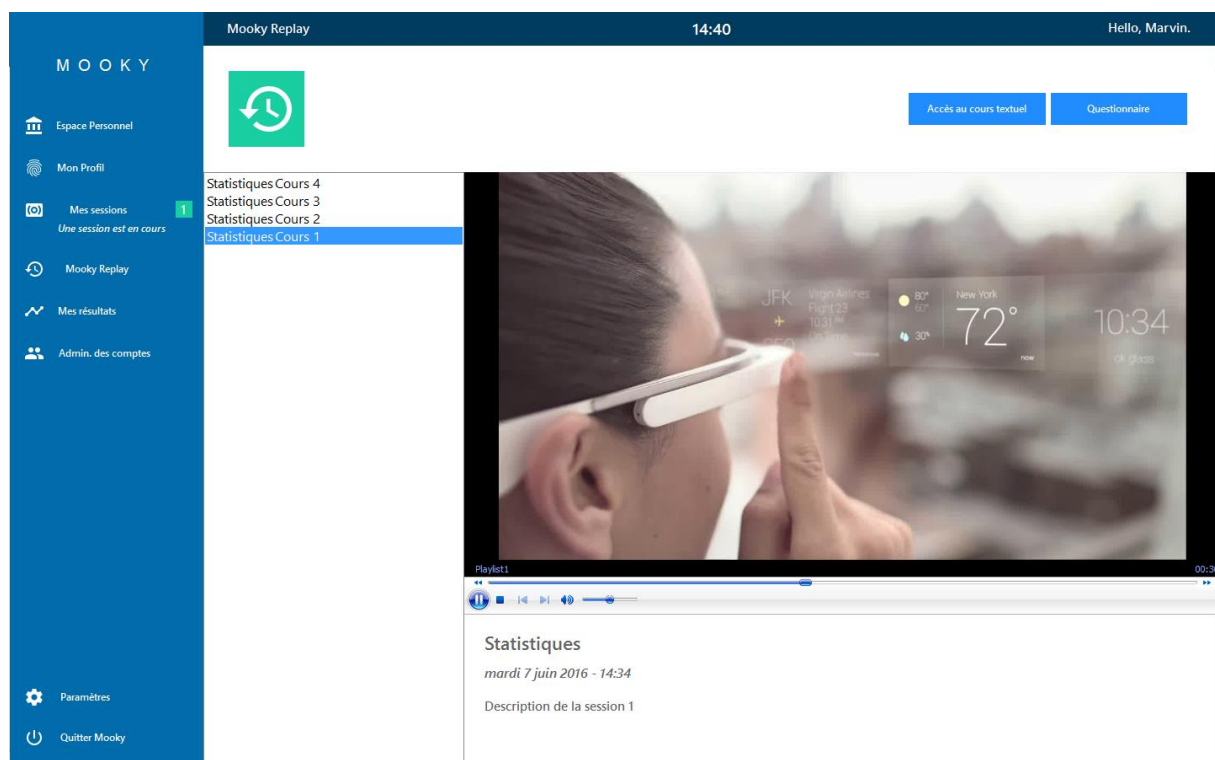 Mooky Replay
14:40
Hello, Marvin.
MOOKY
Espace Personnel
Mon Profil
Mes sessions
1
Une session est en cours
Mooky Replay
Mes résultats
Admin. des comptes
Paramètres
Quitter Mooky
Accès au cours textuel
Questionnaire
Statistiques Cours 4
Statistiques Cours 3
Statistiques Cours 2
Statistiques Cours 1
JFK
Virgin Airlines
Flight 23
10:31 PM
80°
60°
30%
New York
72°
now
10:34
ok glass
Playlist1
Statistiques
mardi 7 juin 2016 - 14:34
Description de la session 1